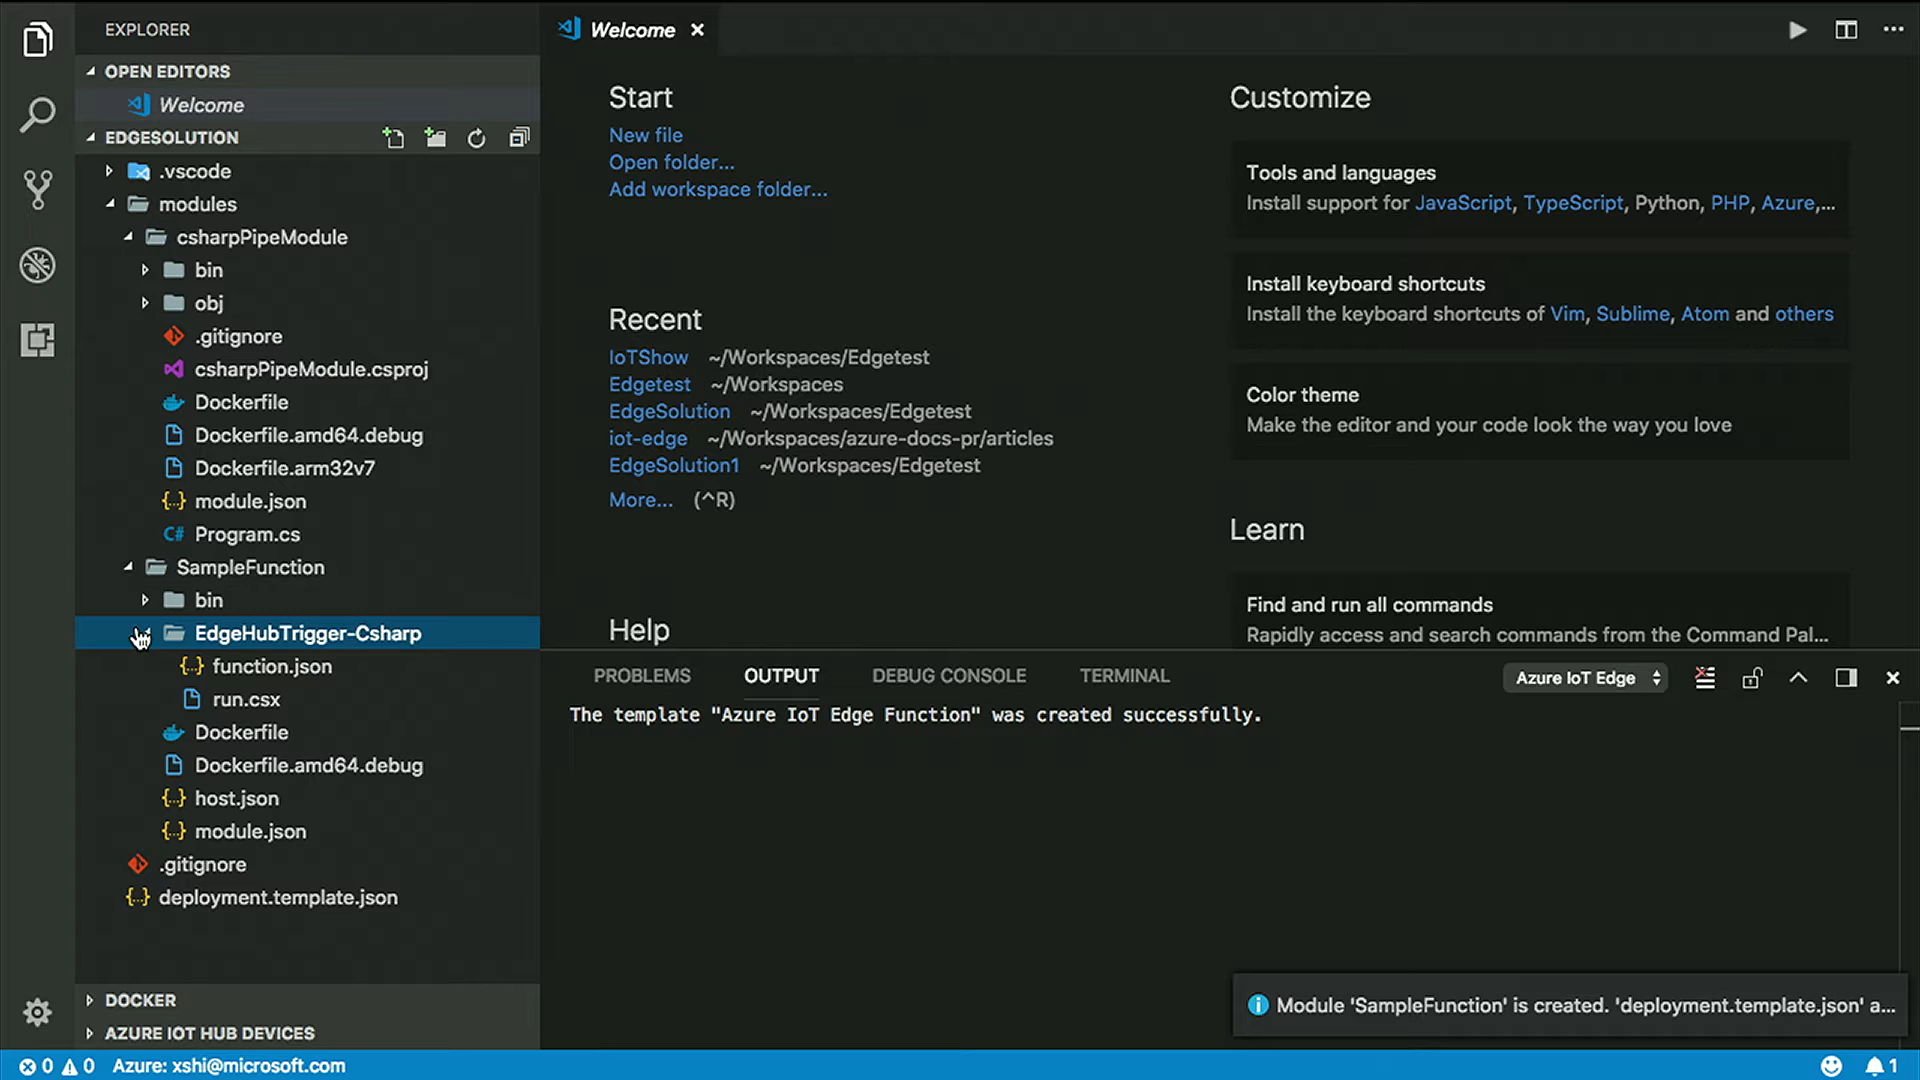 EXPLORER
OPEN EDITORS
Welcome
EDGESOLUTION
.vscode
modules
csharpPipeModule
bin
obj
.gitignore
csharpPipeModule.csproj
Dockerfile
Dockerfile.amd64.debug
Dockerfile.arm32v7
module.json
C# Program.cs
SampleFunction
bin
EdgeHubTrigger-Csharp
function.json
run.csx
Dockerfile
Dockerfile.amd64.debug
host.json
module.json
.gitignore
deployment.template.json
DOCKER
AZURE IOT HUB DEVICES
Welcome
Start
New file
Open folder...
Add workspace folder...
Recent
IoTShow ~/Workspaces/Edgetest
Edgetest ~/Workspaces
EdgeSolution ~/Workspaces/Edgetest
iot-edge ~/Workspaces/azure-docs-pr/articles
EdgeSolution1 ~/Workspaces/Edgetest
More... (^R)
Help
Customize
Tools and languages
Install support for JavaScript, TypeScript, Python, PHP, Azure,...
Install keyboard shortcuts
Install the keyboard shortcuts of Vim, Sublime, Atom and others
Color theme
Make the editor and your code look the way you love
Learn
Find and run all commands
Rapidly access and search commands from the Command Pal...
PROBLEMS OUTPUT DEBUG CONSOLE TERMINAL Azure IoT Edge
The template "Azure IoT Edge Function" was created successfully.
Module 'SampleFunction' is created. 'deployment.template.json' a...
0 0 Azure: xshi@microsoft.com 1